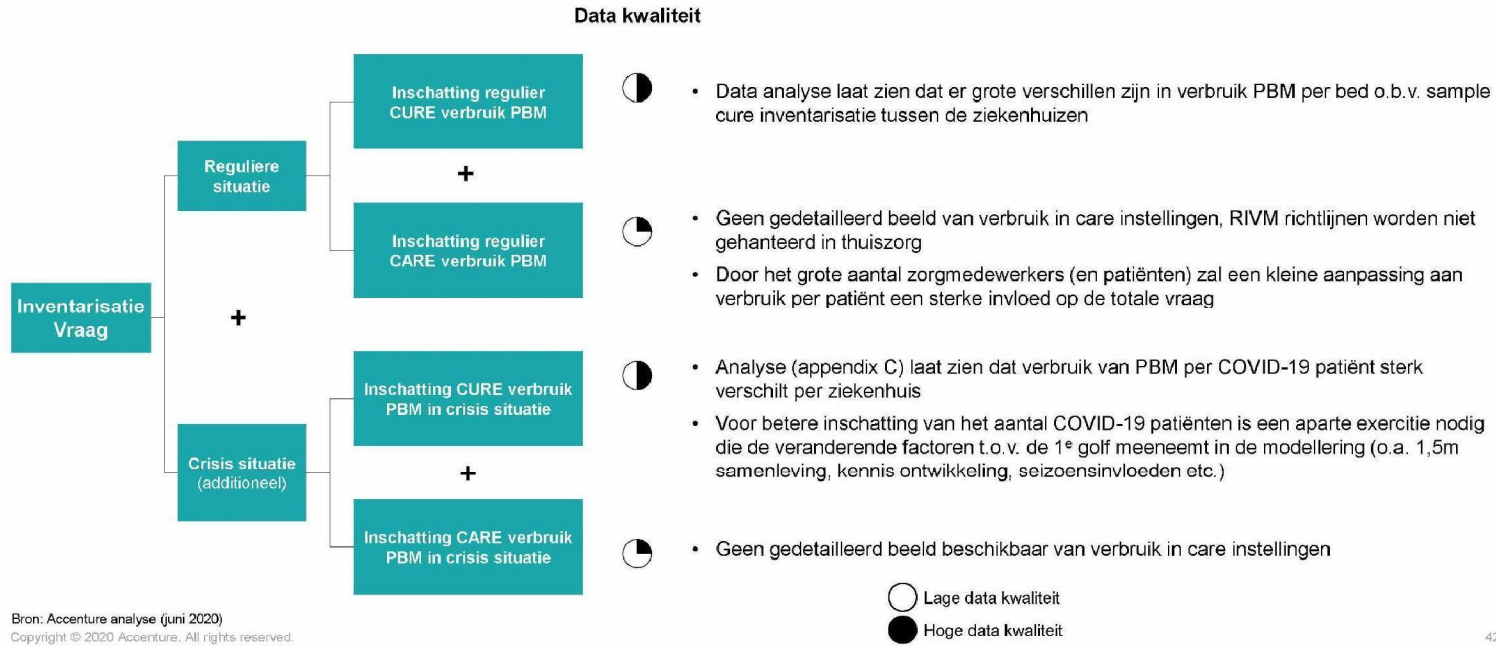 Data kwaliteit
Inschatting regulier
CURE verbruik PBM
• Data analyse laat zien dat er grote verschillen zijn in verbruik PBM per bed o.b.v. sample
cure inventarisatie tussen de ziekenhuizen
Reguliere
situatie
+
Inschatting regulier
CARE verbruik PBM
• Geen gedetailleerd beeld van verbruik in care instellingen, RIVM richtlijnen worden niet
gehanteerd in thuiszorg
• Door het grote aantal zorgmedewerkers (en patiënten) zal een kleine aanpassing aan
verbruik per patiënt een sterke invloed op de totale vraag
Inventarisatie
Vraag
+
Inschatting CURE verbruik
PBM in crisis situatie
• Analyse (appendix C) laat zien dat verbruik van PBM per COVID-19 patiënt sterk
verschilt per ziekenhuis
• Voor betere inschatting van het aantal COVID-19 patiënten is een aparte exercitie nodig
die de veranderende factoren t.o.v. de 1e golf meeneemt in de modellering (o.a. 1,5m
samenleving, kennis ontwikkeling, seizoensinvloeden etc.)
Crisis situatie
(additioneel)
+
Inschatting CARE verbruik
PBM in crisis situatie
• Geen gedetailleerd beeld beschikbaar van verbruik in care instellingen
Lage data kwaliteit
Hoge data kwaliteit
Bron: Accenture analyse (juni 2020)
Copyright © 2020 Accenture. All rights reserved.
42